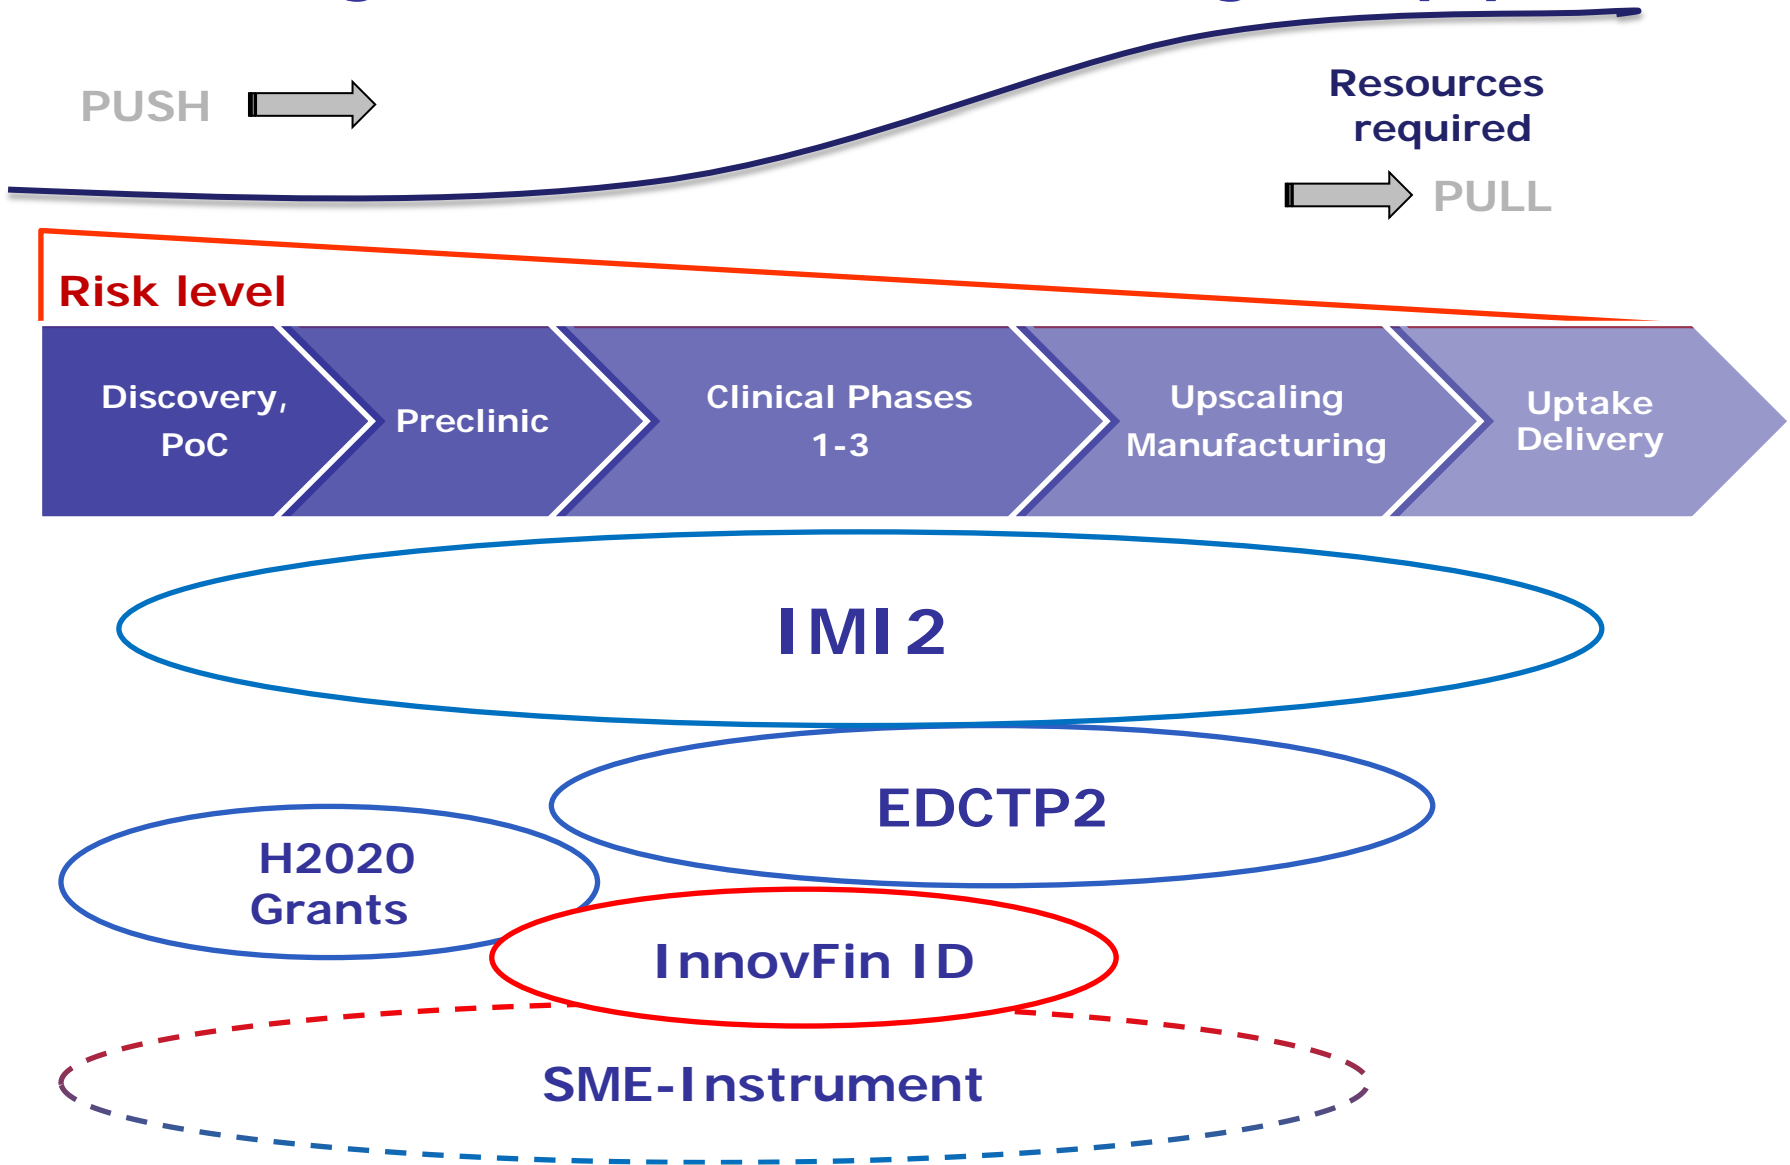 PUSH
Resources
required
PULL
Risk level
Discovery,
PoC
Preclinic
Clinical Phases
1-3
Upscaling
Manufacturing
Uptake
Delivery
IMI2
EDCTP2
H2020
Grants
InnovFin ID
SME-Instrument